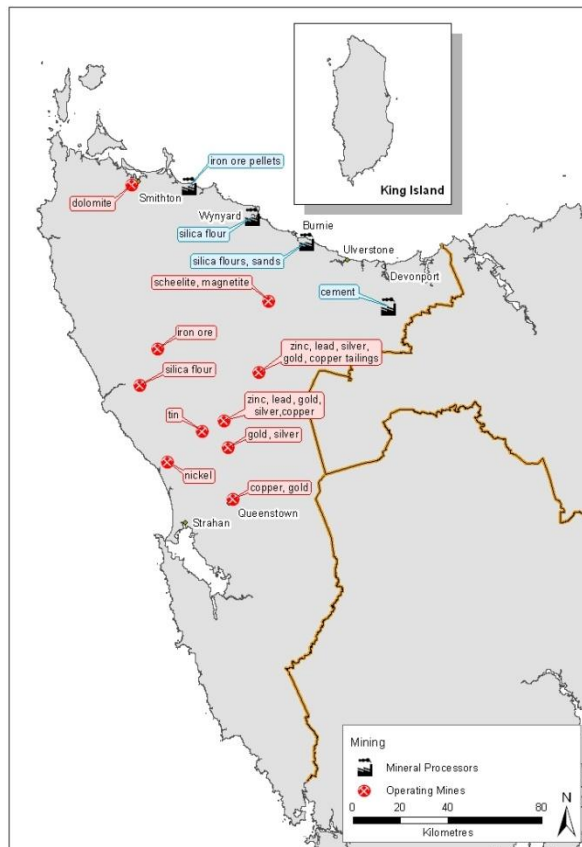 King Island
iron ore pellets
Smithton
dolomite
Wynyard
silica flour
Burnie
silica flours, sands
Ulverstone
Devonport
scheelite, magnetite
cement
iron ore
zinc, lead, silver,
gold, copper tailings
silica flour
zinc, lead, gold,
silver,copper
tin
gold, silver
nickel
copper, gold
Queenstown
Strahan
Mining
Mineral Processors
Operating Mines
N
0 20 40 80
Kilometres